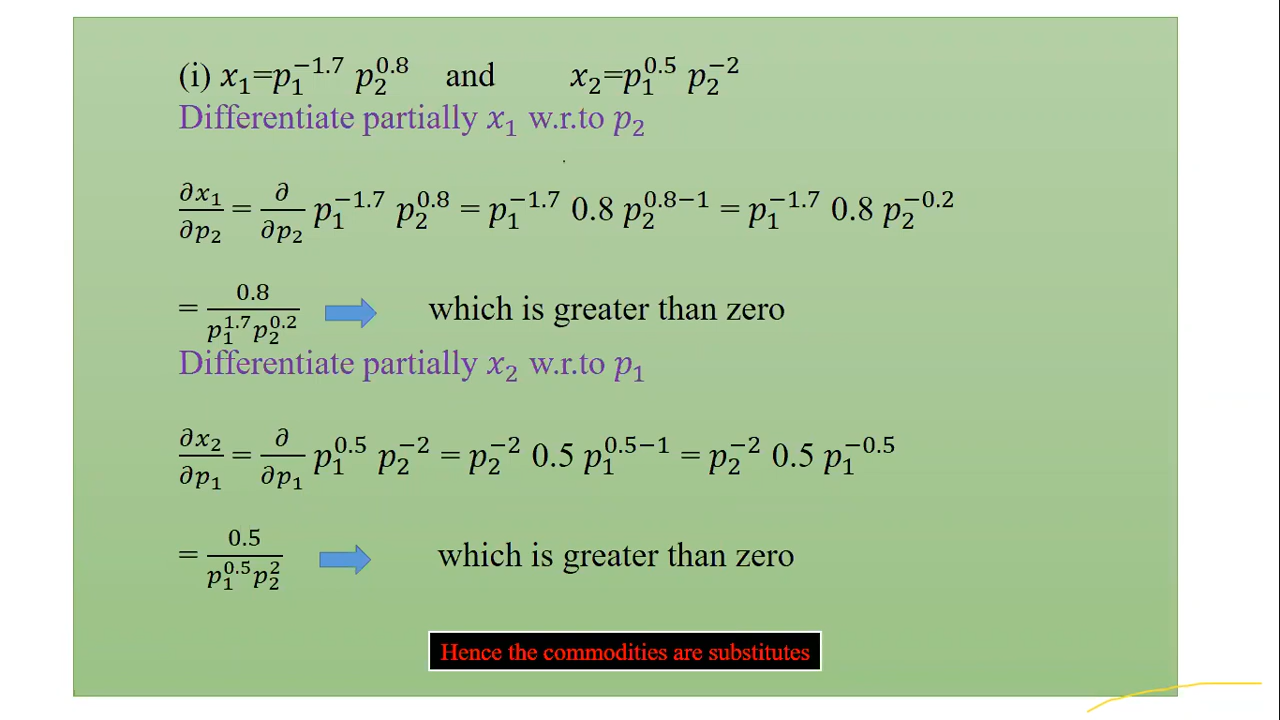 (i) x₁=p₁^−1.7 p₂^0.8 and x₂=p₁^0.5 p₂^−2
Differentiate partially x₁ w.r.to p₂
∂x₁/∂p₂ = ∂/∂p₂ p₁^−1.7 p₂^0.8 = p₁^−1.7 0.8 p₂^0.8−1 = p₁^−1.7 0.8 p₂^−0.2
= 0.8/p₁^1.7p₂^0.2 which is greater than zero
Differentiate partially x₂ w.r.to p₁
∂x₂/∂p₁ = ∂/∂p₁ p₁^0.5 p₂^−2 = p₂^−2 0.5 p₁^0.5−1 = p₂^−2 0.5 p₁^−0.5
= 0.5/p₁^0.5p₂^2 which is greater than zero
Hence the commodities are substitutes